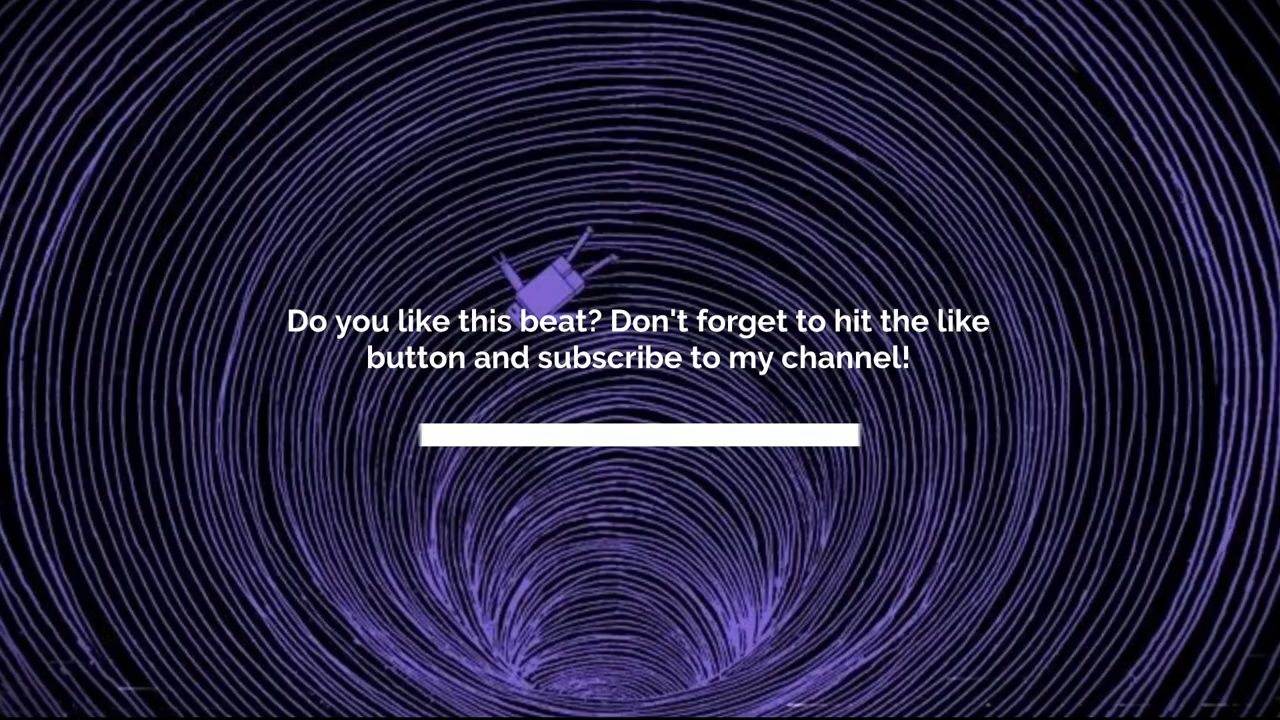 Do you like this beat? Don't forget to hit the like
button and subscribe to my channel!